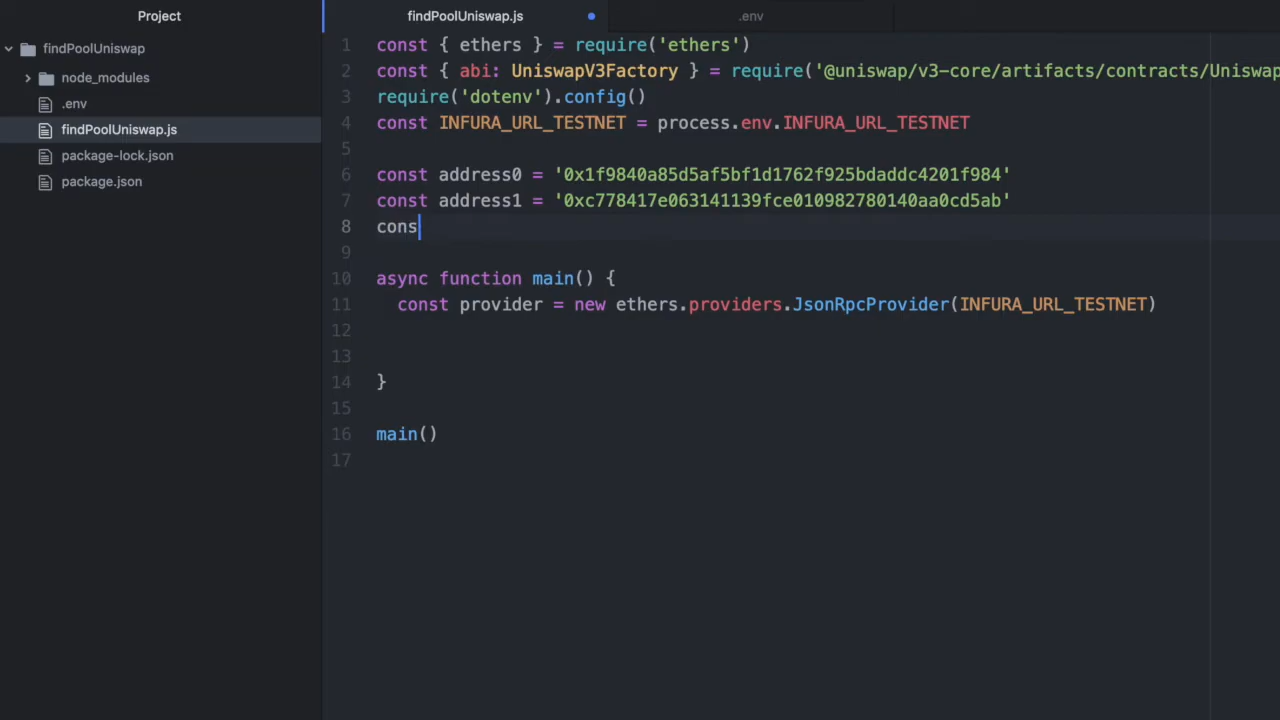 Project
findPoolUniswap.js
.env
findPoolUniswap
node_modules
.env
findPoolUniswap.js
package-lock.json
package.json
1 const { ethers } = require('ethers')
2 const { abi: UniswapV3Factory } = require('@uniswap/v3-core/artifacts/contracts/Uniswap
3 require('dotenv').config()
4 const INFURA_URL_TESTNET = process.env.INFURA_URL_TESTNET
5
6 const address0 = '0x1f9840a85d5af5bf1d1762f925bdaddc4201f984'
7 const address1 = '0xc778417e063141139fce010982780140aa0cd5ab'
8 cons
9
10 async function main() {
11 const provider = new ethers.providers.JsonRpcProvider(INFURA_URL_TESTNET)
12
13
14 }
15
16 main()
17